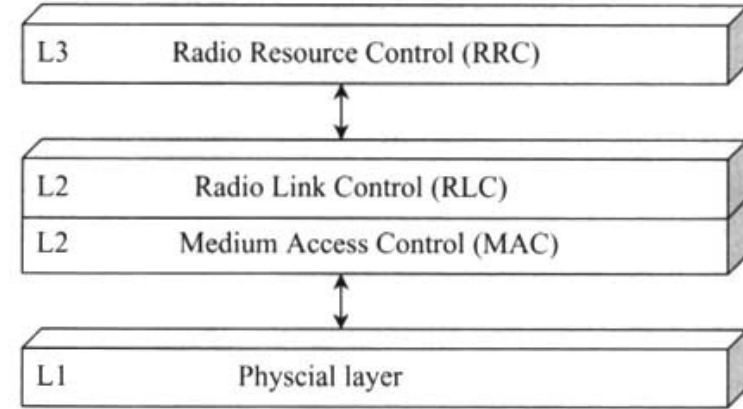 L3 Radio Resource Control (RRC)
L2 Radio Link Control (RLC)
L2 Medium Access Control (MAC)
L1 Physcial layer